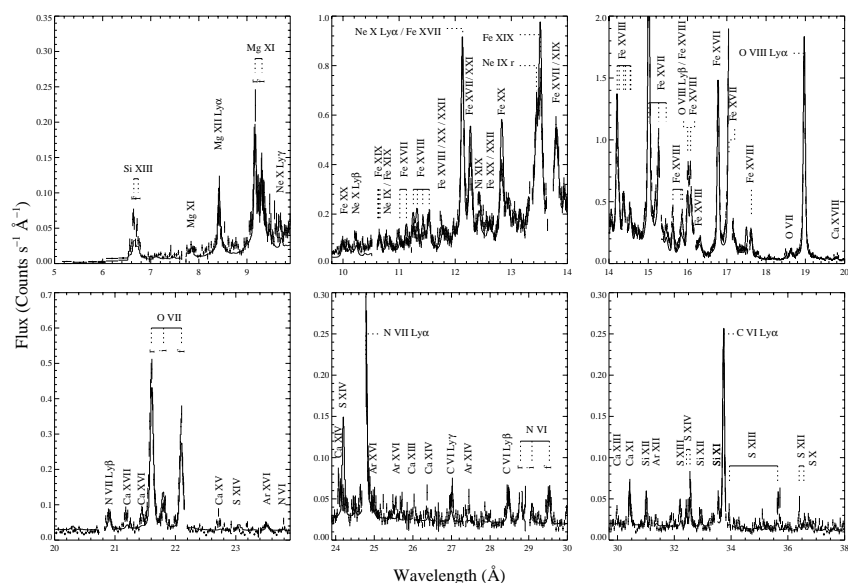 Flux (Counts s⁻¹ Å⁻¹)
Wavelength (Å)
0.35
0.30
0.25
0.20
0.15
0.10
0.05
0.00
5 6 7 8 9
Si XIII
r f
Mg XI
Mg XII Lyα
Mg XI
r f
Ne X Lyγ
1.0
0.8
0.6
0.4
0.2
0.0
10 11 12 13 14
Ne X Lyα / Fe XVII
Fe XIX
Ne IX r
Fe XX
Ne X Lyβ
Fe XIX
Ne IX / Fe XIX
Fe XVII
Fe XVIII
Fe XVIII / XX / XXII
Fe XVII / XXI
Ni XIX
Fe XX / XXII
Fe XX
Fe XVII / XIX
2.0
1.5
1.0
0.5
0.0
14 15 16 17 18 19 20
Fe XVIII
Fe XVII
Fe XVIII
O VIII Lyβ / Fe XVIII
Fe XVIII
Fe XVIII
Fe XVII
Fe XVII
Fe XVIII
O VII
O VIII Lyα
Ca XVIII
0.7
0.6
0.5
0.4
0.3
0.2
0.1
0.0
20 21 22 23
O VII
r i f
N VII Lyβ
Ca XVII
Ca XVI
Ca XV
S XIV
Ar XVI
N VI
0.30
0.25
0.20
0.15
0.10
0.05
0.00
24 25 26 27 28 29 30
Ca XIV
S XIV
N VII Lyα
Ar XVI
Ar XVI
Ca XIII
Ca XIV
C VI Lyγ
Ar XIV
C VI Lyβ
N VI
r i f
0.30
0.25
0.20
0.15
0.10
0.05
0.00
30 32 34 36 38
Ca XIII
Ca XI
Si XII
Ar XII
S XIII
S XIV
Si XII
Si XI
C VI Lyα
S XIII
S XII
S X